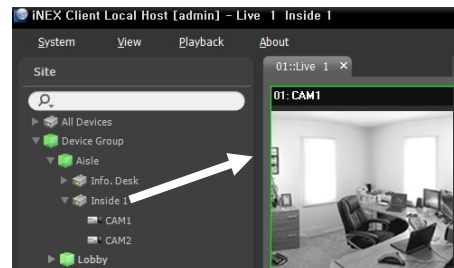 iNEX Client Local Host [admin] - Live 1 Inside 1
System View Playback About
Site
01::Live 1 X
01: CAM1
All Devices
Device Group
Aisle
Info. Desk
Inside 1
CAM1
CAM2
Lobby